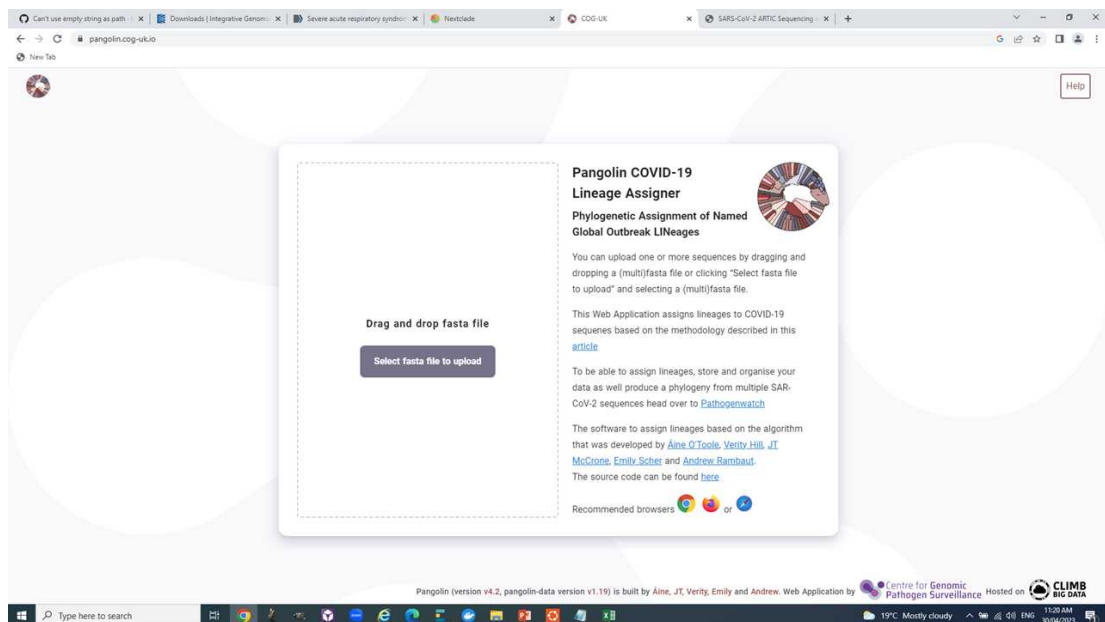 Can't use empty string as path
Downloads | Integrative Genom
Severe acute respiratory syndrom
Nextclade
COG-UK
SARS-CoV-2 ARTIC Sequencing
pangolin.cog-uk.io
New Tab
Help
Drag and drop fasta file
Select fasta file to upload
Pangolin COVID-19
Lineage Assigner
Phylogenetic Assignment of Named
Global Outbreak LINeages
You can upload one or more sequences by dragging and
dropping a (multi)fasta file or clicking "Select fasta file
to upload" and selecting a (multi)fasta file.
This Web Application assigns lineages to COVID-19
sequenes based on the methodology described in this
article
To be able to assign lineages, store and organise your
data as well produce a phylogeny from multiple SAR-
CoV-2 sequences head over to Pathogenwatch
The software to assign lineages based on the algorithm
that was developed by Áine O'Toole, Verity Hill, JT
McCrone, Emily Scher and Andrew Rambaut.
The source code can be found here
Recommended browsers or
Pangolin (version v4.2, pangolin-data version v1.19) is built by Áine, JT, Verity, Emily and Andrew. Web Application by
Centre for Genomic
Pathogen Surveillance
Hosted on
CLIMB
BIG DATA
Type here to search
19°C Mostly cloudy
ENG
11:20 AM
30/04/2023